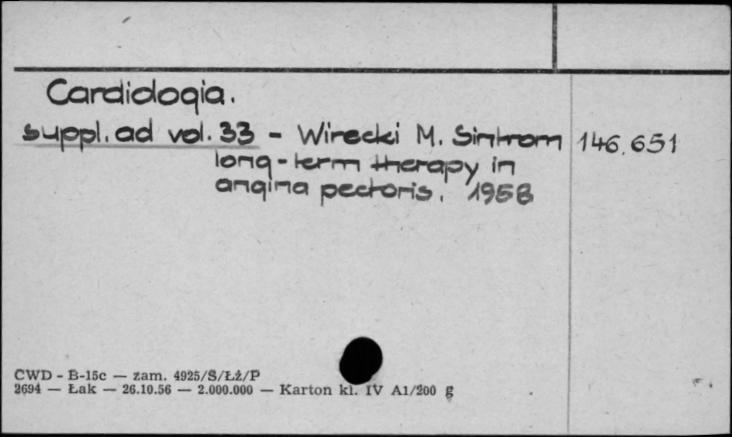 Cardiologia.
suppl. ad vol. 33 - Wirecki M. Sintrom 146.651
long-term therapy in
angina pectoris. 1958
CWD - B-15c — zam. 4925/S/Łż/P
2694 — Łak — 26.10.56 — 2.000.000 — Karton kl. IV A1/200 g